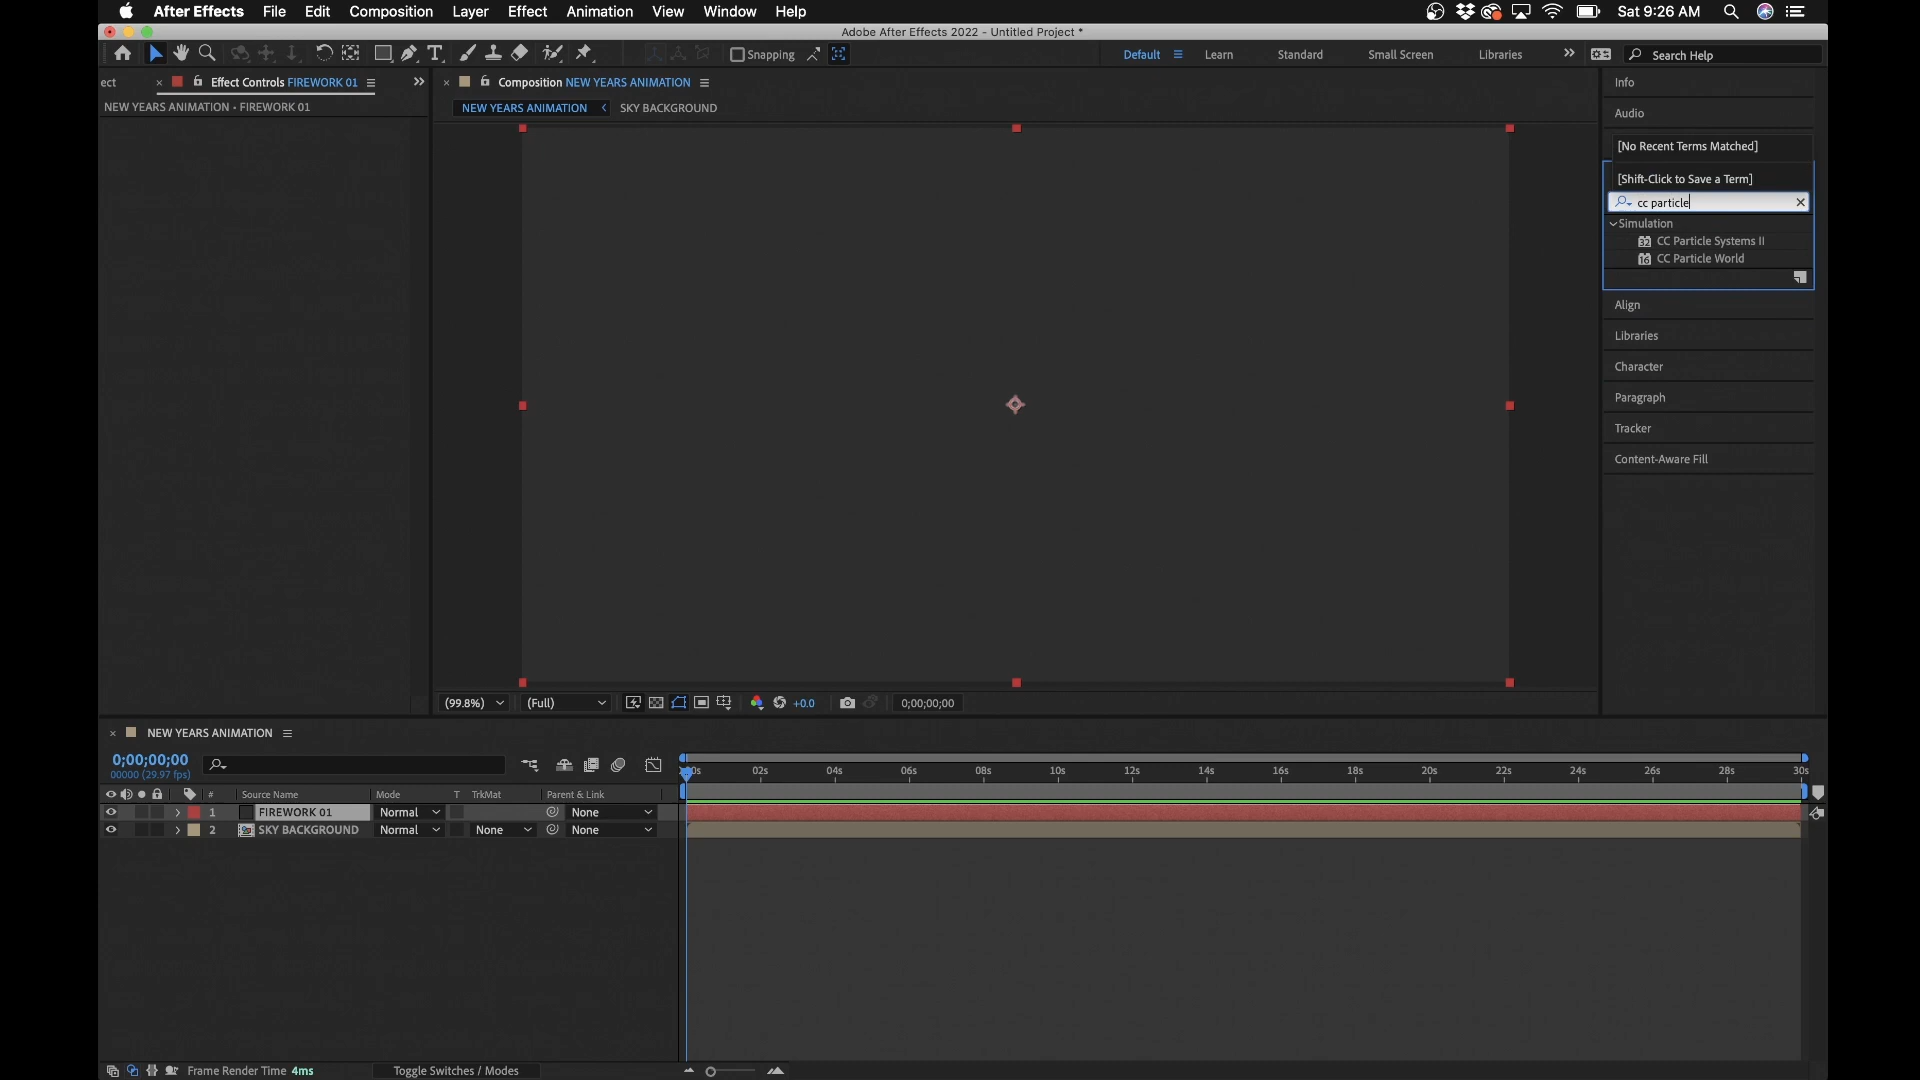 After Effects File Edit Composition Layer Effect Animation View Window Help Sat 9:26 AM
Adobe After Effects 2022 - Untitled Project *
Snapping Default Learn Standard Small Screen Libraries Search Help
ect Effect Controls FIREWORK 01
NEW YEARS ANIMATION • FIREWORK 01
Composition NEW YEARS ANIMATION
NEW YEARS ANIMATION SKY BACKGROUND
Info
Audio
[No Recent Terms Matched]
[Shift-Click to Save a Term]
cc particle
Simulation
32 CC Particle Systems II
16 CC Particle World
Align
Libraries
Character
Paragraph
Tracker
Content-Aware Fill
(99.8%) (Full) +0.0 0;00;00;00
NEW YEARS ANIMATION
0;00;00;00
00000 (29.97 fps)
00s 02s 04s 06s 08s 10s 12s 14s 16s 18s 20s 22s 24s 26s 28s 30s
# Source Name Mode T TrkMat Parent & Link
1 FIREWORK 01 Normal None
2 SKY BACKGROUND Normal None None
Frame Render Time 4ms Toggle Switches / Modes